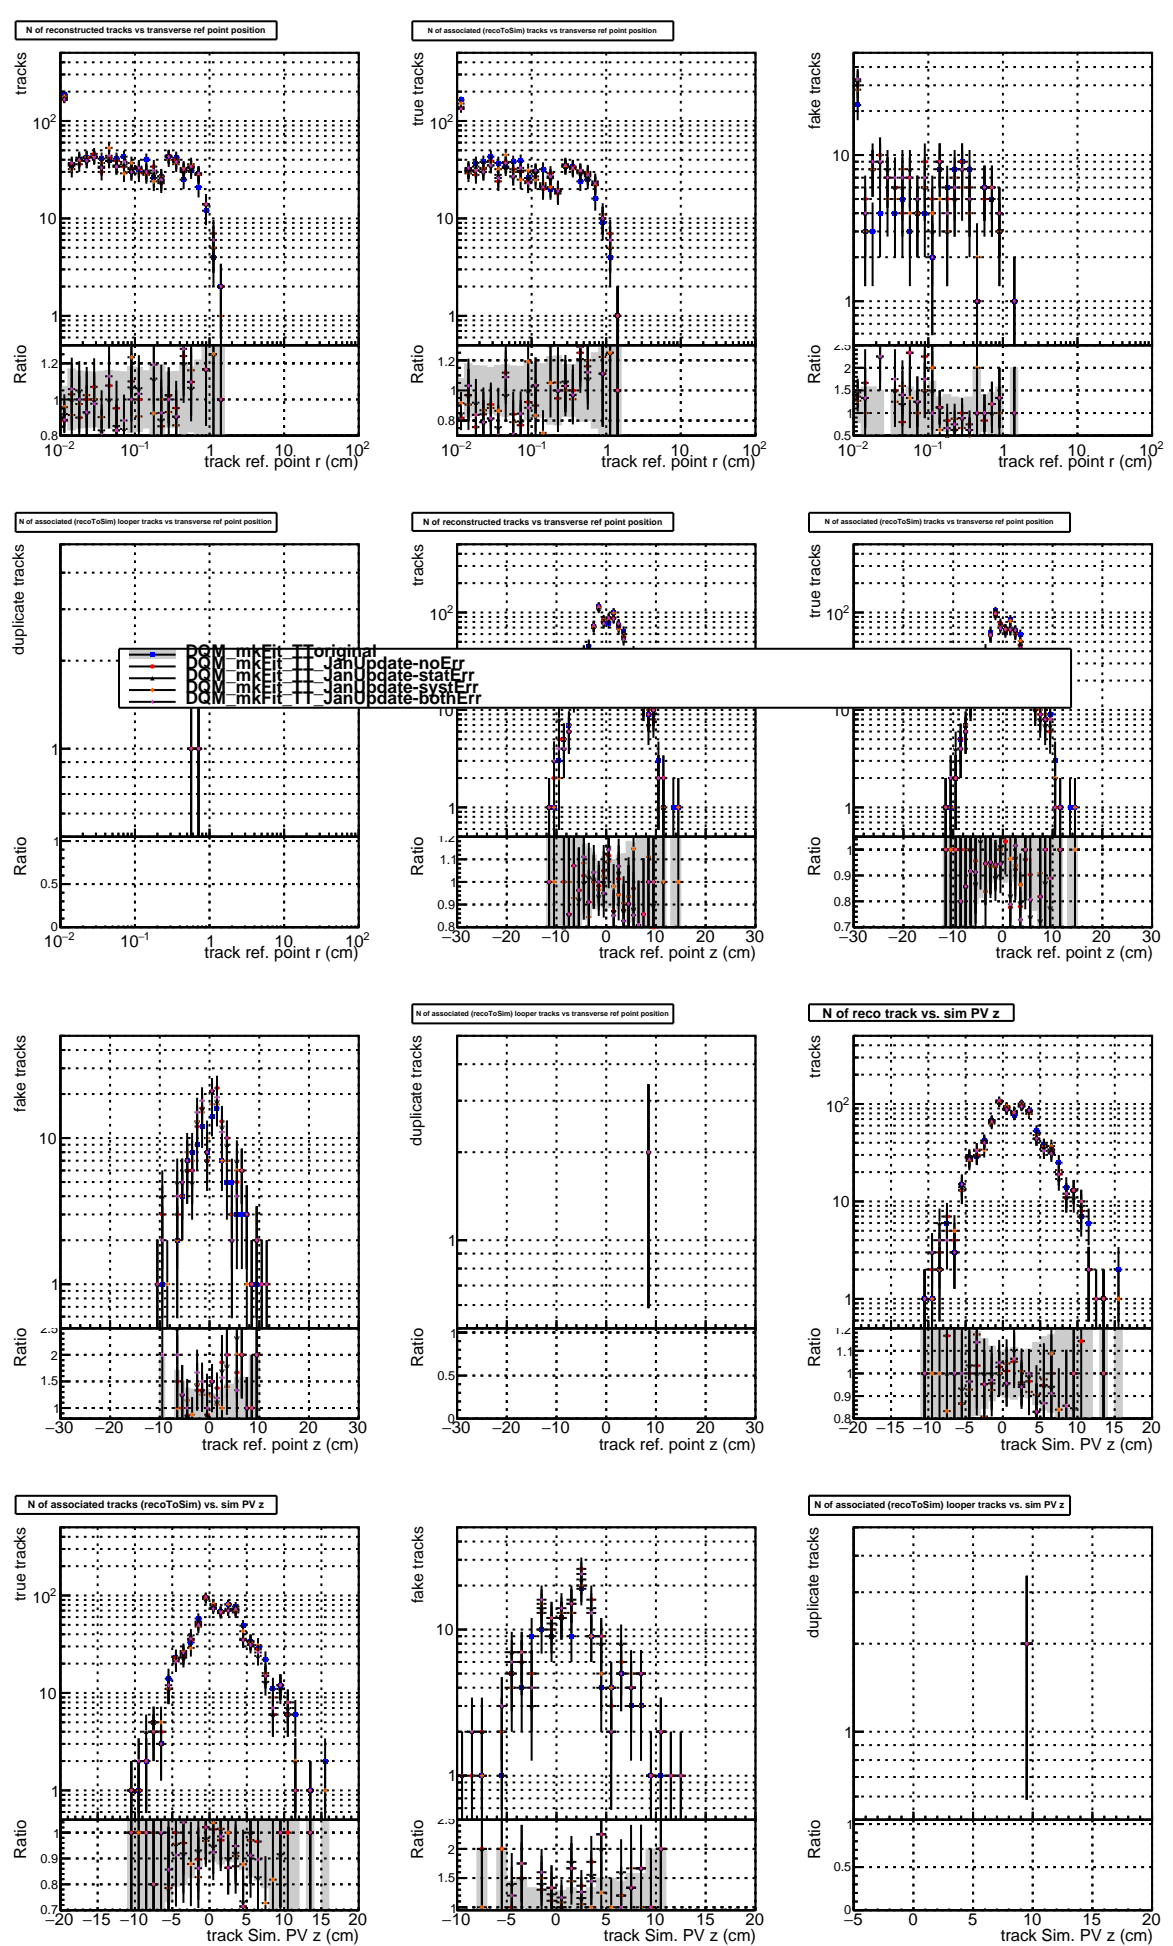 N of reconstructed tracks vs transverse ref point position
tracks
10²
10
1
Ratio
1.2
1
0.8
10⁻² 10⁻¹ 1 10 10²
track ref. point r (cm)
N of associated (recoToSim) tracks vs transverse ref point position
true tracks
10²
10
1
Ratio
1.2
1
0.8
10⁻² 10⁻¹ 1 10 10²
track ref. point r (cm)
fake tracks
10
1
Ratio
2.5
2
1.5
1
0.5
10⁻² 10⁻¹ 1 10 10²
track ref. point r (cm)
N of associated (recoToSim) looper tracks vs transverse ref point position
duplicate tracks
1
Ratio
1
0.5
0
10⁻² 10⁻¹ 1 10 10²
track ref. point r (cm)
N of reconstructed tracks vs transverse ref point position
tracks
10²
10
1
Ratio
1.2
1.1
1
0.9
0.8
−30 −20 −10 0 10 20 30
track ref. point z (cm)
N of associated (recoToSim) tracks vs transverse ref point position
true tracks
10²
10
1
Ratio
1
0.9
0.8
0.7
−30 −20 −10 0 10 20 30
track ref. point z (cm)
DQM_mkFit_TToriginal
DQM_mkFit_TT_JanUpdate-noErr
DQM_mkFit_TT_JanUpdate-statErr
DQM_mkFit_TT_JanUpdate-systErr
DQM_mkFit_TT_JanUpdate-bothErr
fake tracks
10
1
Ratio
2.5
2
1.5
1
−30 −20 −10 0 10 20 30
track ref. point z (cm)
N of associated (recoToSim) looper tracks vs transverse ref point position
duplicate tracks
1
Ratio
1
0.5
0
−30 −20 −10 0 10 20 30
track ref. point z (cm)
N of reco track vs. sim PV z
tracks
10²
10
1
Ratio
1.2
1.1
1
0.9
0.8
−20 −15 −10 −5 0 5 10 15 20
track Sim. PV z (cm)
N of associated tracks (recoToSim) vs. sim PV z
true tracks
10²
10
1
Ratio
1
0.9
0.8
0.7
−20 −15 −10 −5 0 5 10 15 20
track Sim. PV z (cm)
fake tracks
10
1
Ratio
2.5
2
1.5
1
−10 −5 0 5 10 15 20
track Sim. PV z (cm)
N of associated (recoToSim) looper tracks vs. sim PV z
duplicate tracks
1
Ratio
1
0.5
0
−5 0 5 10 15 20
track Sim. PV z (cm)